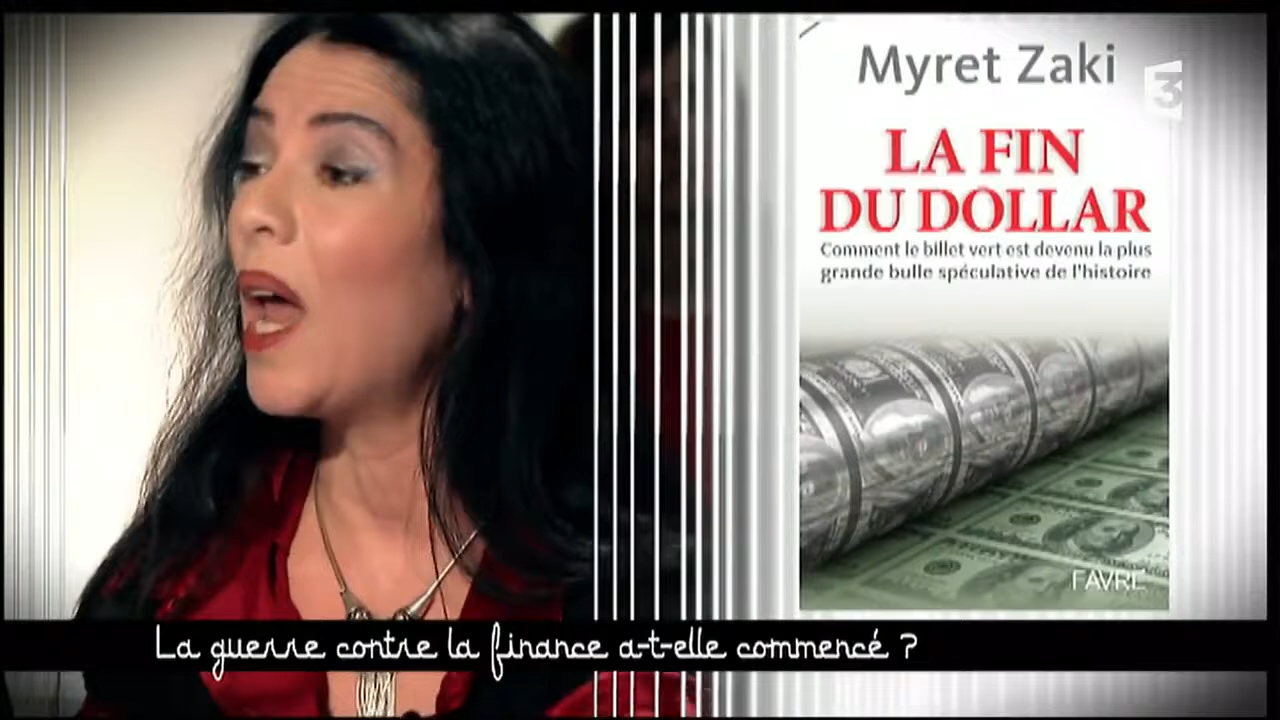 Myret Zaki
3
LA FIN
DU DOLLAR
Comment le billet vert est devenu la plus
grande bulle spéculative de l'histoire
FAVRE
La guerre contre la finance a-t-elle commencé ?